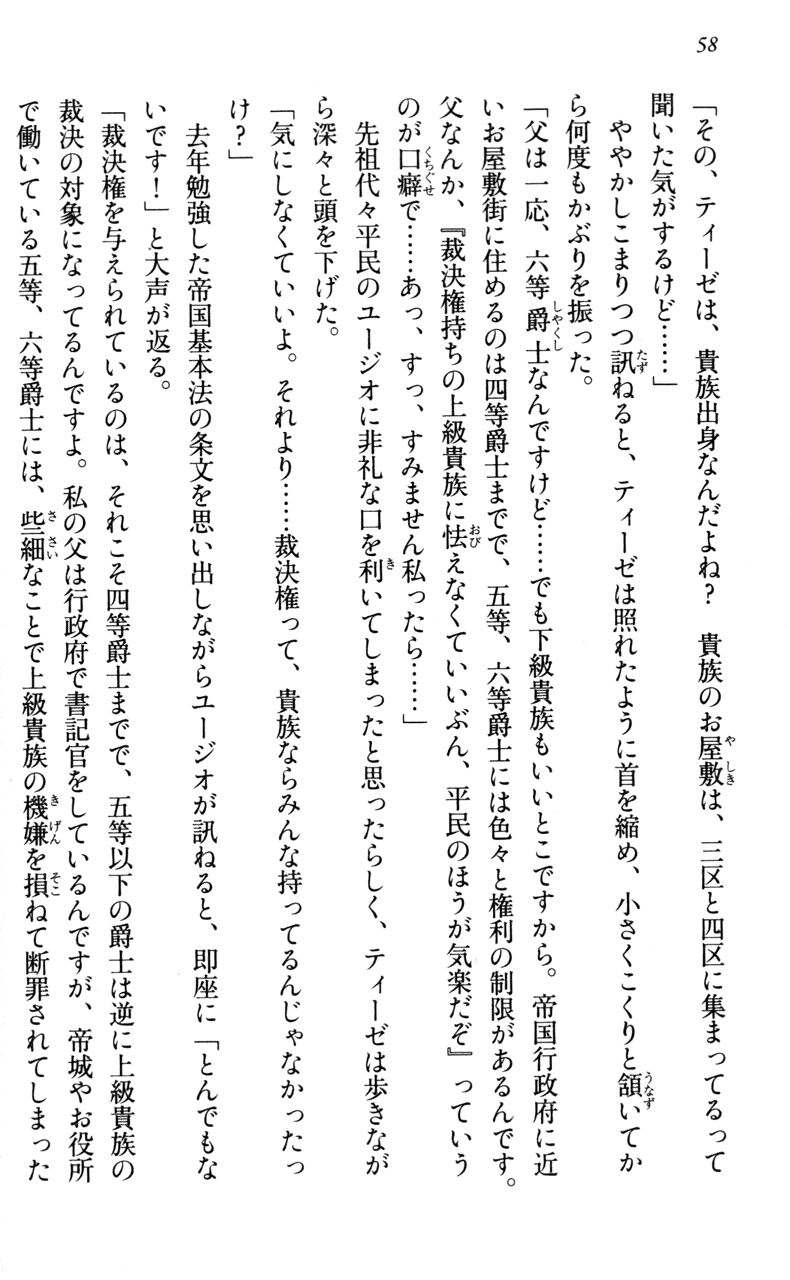 58
「その、ティーゼは、貴族出身なんだよね？　貴族のお屋敷は、三区と四区に集まってるって
聞いた気がするけど……」
　ややかしこまりつつ訊ねると、ティーゼは照れたように首を縮め、小さくこくりと頷いてか
ら何度もかぶりを振った。
「父は一応、六等爵士なんですけど……でも下級貴族もいいとこですから。帝国行政府に近
いお屋敷街に住めるのは四等爵士までで、五等、六等爵士には色々と権利の制限があるんです。
父なんか、『裁決権持ちの上級貴族に怯えなくていいぶん、平民のほうが気楽だぞ』っていう
のが口癖で……あっ、すっ、すみません私ったら……」
　先祖代々平民のユージオに非礼な口を利いてしまったと思ったらしく、ティーゼは歩きなが
ら深々と頭を下げた。
「気にしなくていいよ。それより……裁決権って、貴族ならみんな持ってるんじゃなかったっ
け？」
　去年勉強した帝国基本法の条文を思い出しながらユージオが訊ねると、即座に「とんでもな
いです！」と大声が返る。
「裁決権を与えられているのは、それこそ四等爵士までで、五等以下の爵士は逆に上級貴族の
裁決の対象になってるんですよ。私の父は行政府で書記官をしているんですが、帝城やお役所
で働いている五等、六等爵士には、些細なことで上級貴族の機嫌を損ねて断罪されてしまった